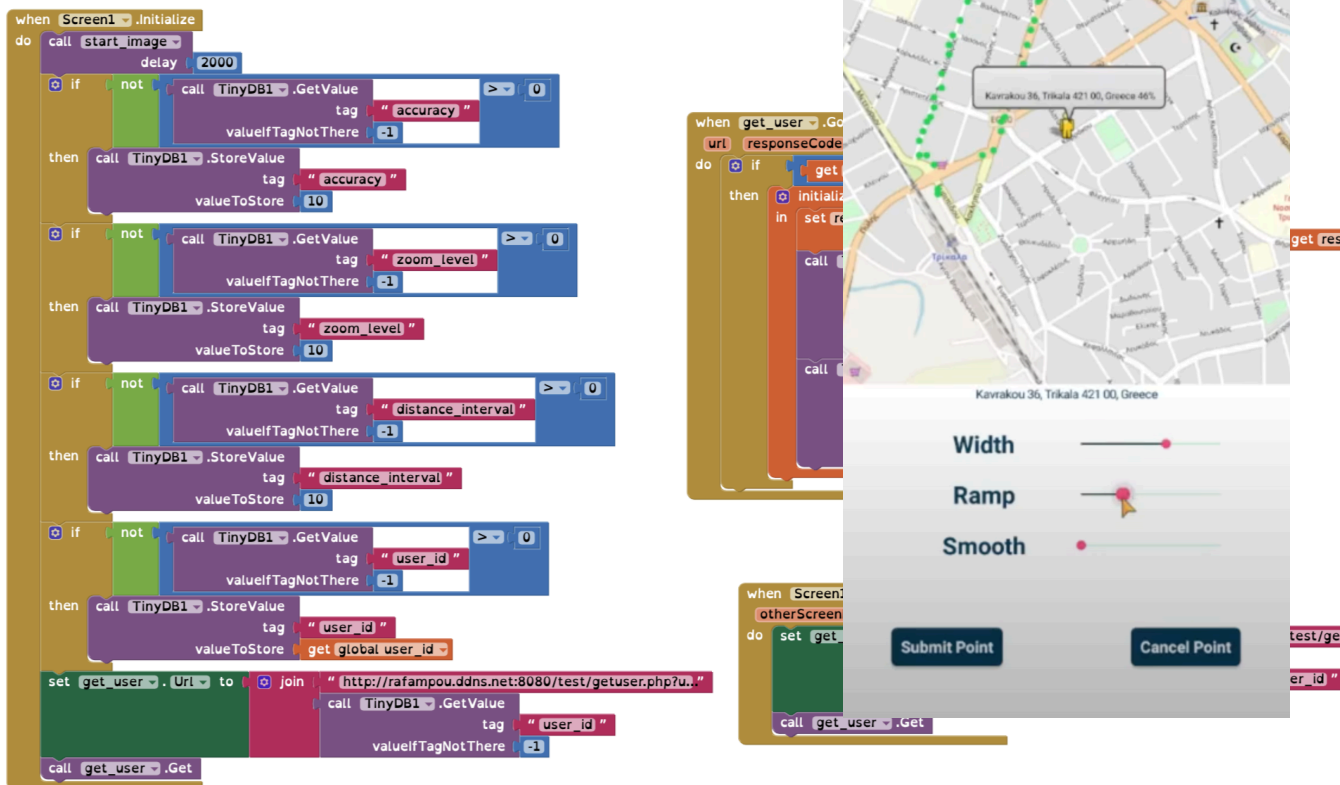 when Screen1 .Initialize
do call start_image
delay 2000
if not call TinyDB1 .GetValue > 0
tag " accuracy "
valueIfTagNotThere -1
then call TinyDB1 .StoreValue
tag " accuracy "
valueToStore 10
if not call TinyDB1 .GetValue > 0
tag " zoom_level "
valueIfTagNotThere -1
then call TinyDB1 .StoreValue
tag " zoom_level "
valueToStore 10
if not call TinyDB1 .GetValue > 0
tag " distance_interval "
valueIfTagNotThere -1
then call TinyDB1 .StoreValue
tag " distance_interval "
valueToStore 10
if not call TinyDB1 .GetValue > 0
tag " user_id "
valueIfTagNotThere -1
then call TinyDB1 .StoreValue
tag " user_id "
valueToStore get global user_id
set get_user . Url to join " http://rafampou.ddns.net:8080/test/getuser.php?u... "
call TinyDB1 .GetValue
tag " user_id "
valueIfTagNotThere -1
call get_user .Get
when get_user .Go
url responseCode
do if get
then initializ
in set re
call
call
get res
when Screen1
otherScreen
do set get_
test/ge
er_id "
call get_user .Get
Kavrakou 36, Trikala 421 00, Greece 46%
Τρίκαλα
Kavrakou 36, Trikala 421 00, Greece
Width
Ramp
Smooth
Submit Point
Cancel Point